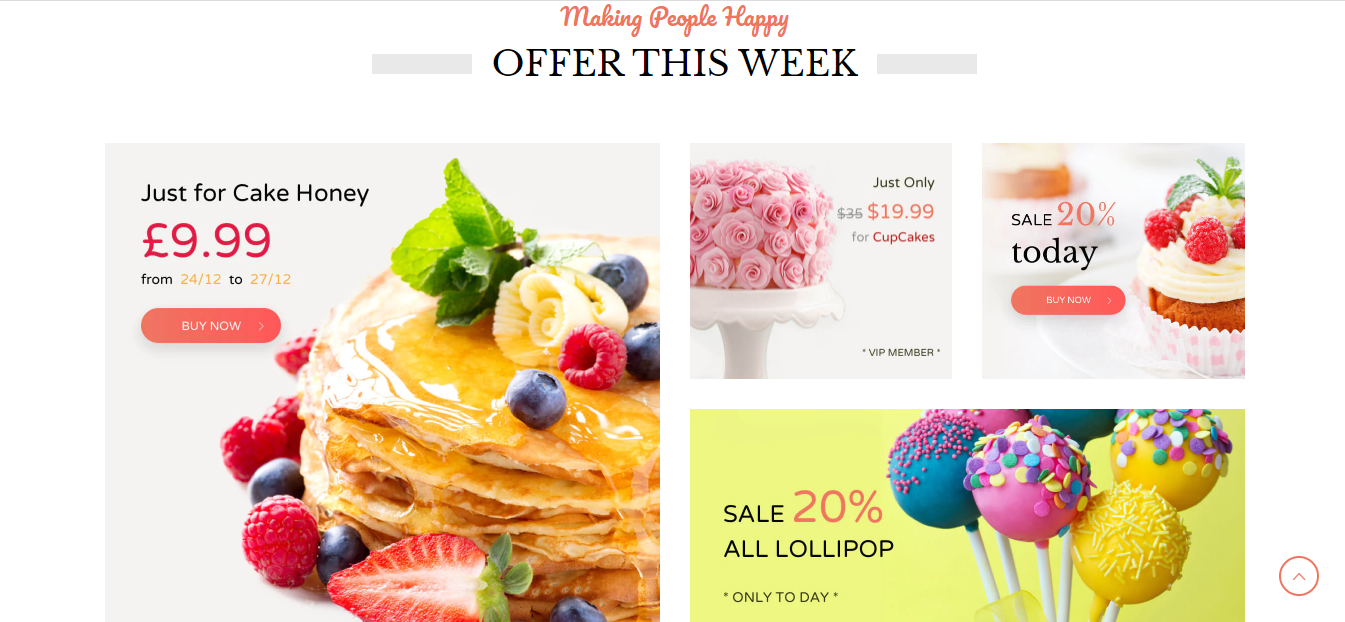 Making People Happy
OFFER THIS WEEK
Just for Cake Honey
£9.99
from 24/12 to 27/12
BUY NOW
Just Only
$35 $19.99
for CupCakes
* VIP MEMBER *
SALE 20%
today
BUY NOW
SALE 20%
ALL LOLLIPOP
* ONLY TO DAY *